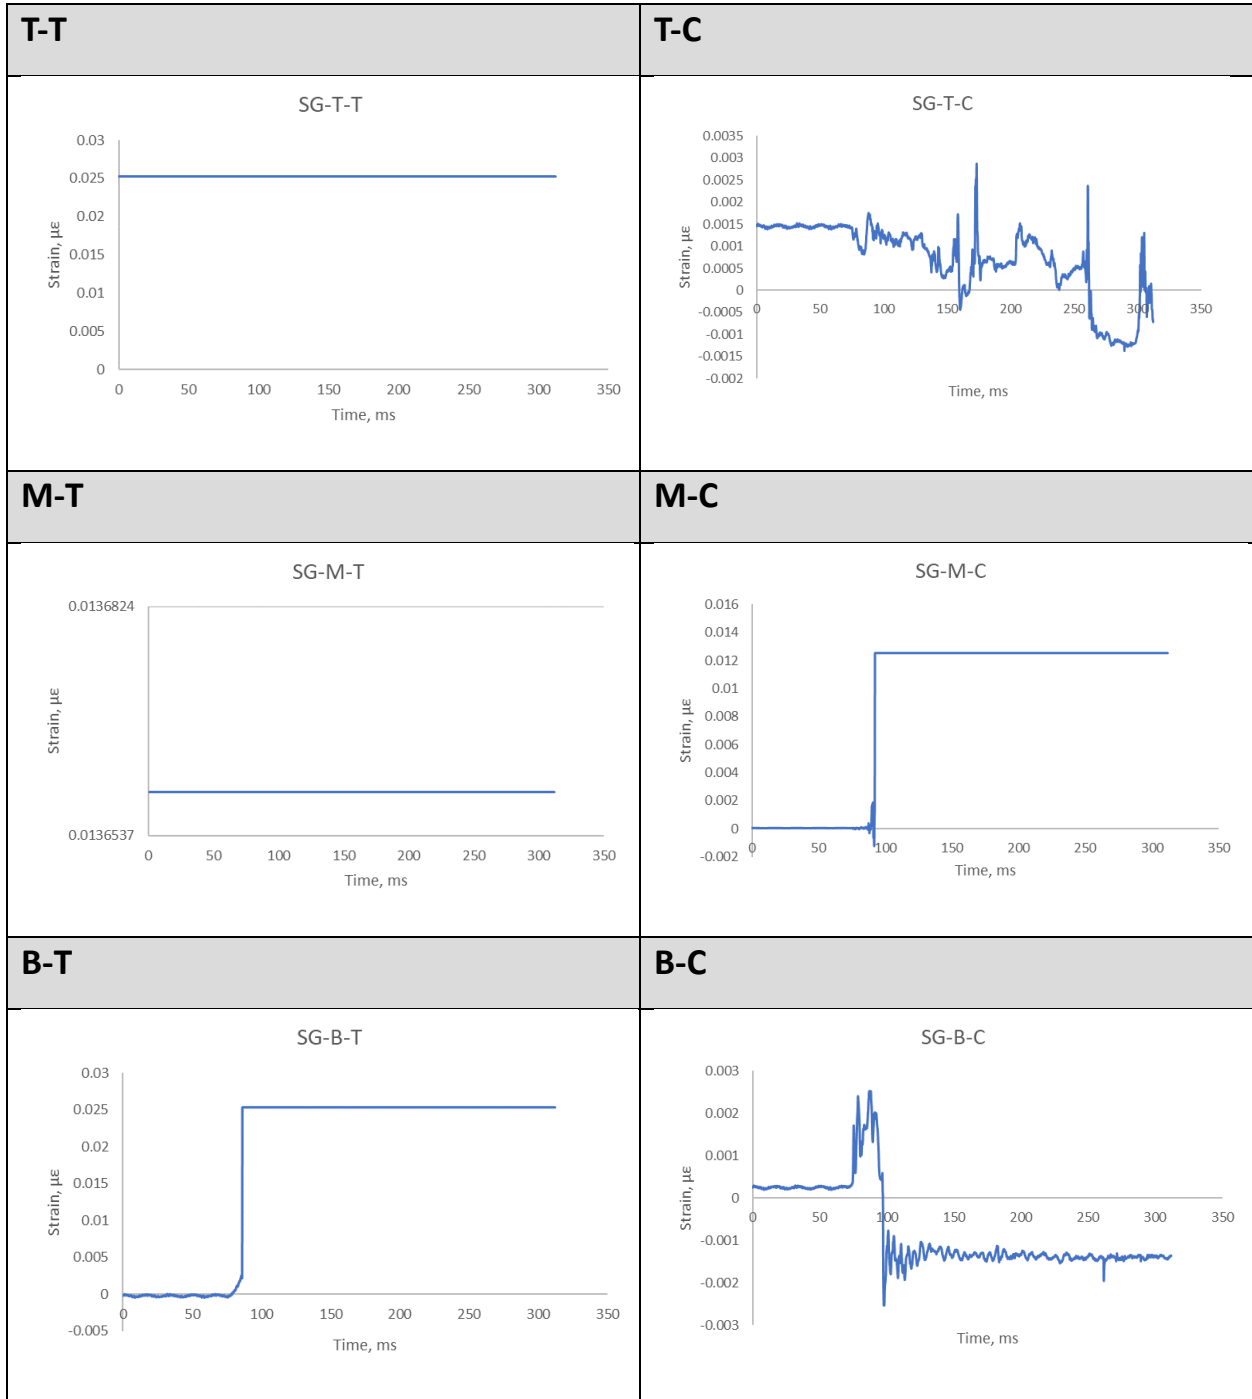 T-T
T-C
SG-T-T
0.03
0.025
0.02
0.015
0.01
0.005
0
0 50 100 150 200 250 300 350
Strain, με
Time, ms
SG-T-C
0.0035
0.003
0.0025
0.002
0.0015
0.001
0.0005
0
-0.0005
-0.001
-0.0015
-0.002
0 50 100 150 200 250 300 350
Strain, με
Time, ms
M-T
M-C
SG-M-T
0.0136824
0.0136537
0 50 100 150 200 250 300 350
Strain, με
Time, ms
SG-M-C
0.016
0.014
0.012
0.01
0.008
0.006
0.004
0.002
0
-0.002
0 50 100 150 200 250 300 350
Strain, με
Time, ms
B-T
B-C
SG-B-T
0.03
0.025
0.02
0.015
0.01
0.005
0
-0.005
0 50 100 150 200 250 300 350
Strain, με
Time, ms
SG-B-C
0.003
0.002
0.001
0
-0.001
-0.002
-0.003
0 50 100 150 200 250 300 350
Strain, με
Time, ms